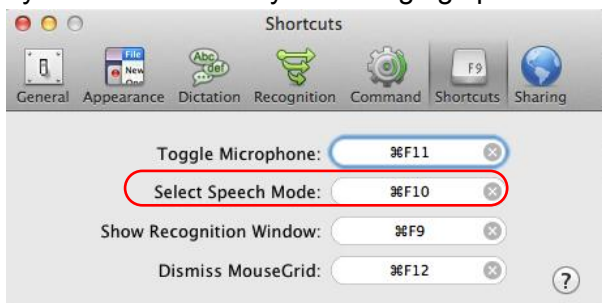 Shortcuts
Abc
def
File
New
F9
General Appearance Dictation Recognition Command Shortcuts Sharing
Toggle Microphone: ⌘F11
Select Speech Mode: ⌘F10
Show Recognition Window: ⌘F9
Dismiss MouseGrid: ⌘F12
?